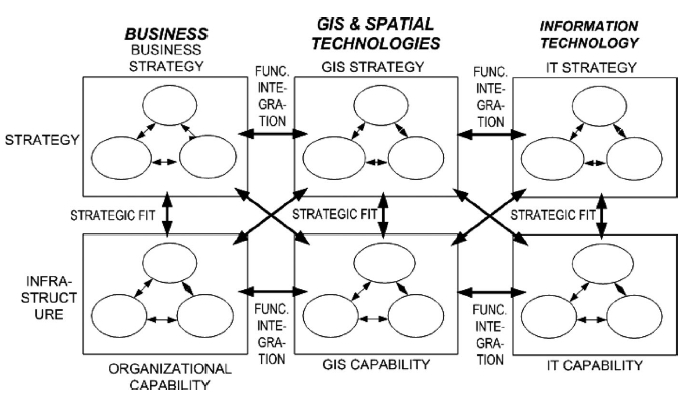 BUSINESS
BUSINESS
STRATEGY
GIS & SPATIAL
TECHNOLOGIES
GIS STRATEGY
INFORMATION
TECHNOLOGY
IT STRATEGY
FUNC.
INTE-
GRA-
TION
FUNC.
INTE-
GRA-
TION
STRATEGY
STRATEGIC FIT
STRATEGIC FIT
STRATEGIC FIT
INFRA-
STRUCT
URE
FUNC.
INTE-
GRA-
TION
FUNC.
INTE-
GRA-
TION
ORGANIZATIONAL
CAPABILITY
GIS CAPABILITY
IT CAPABILITY